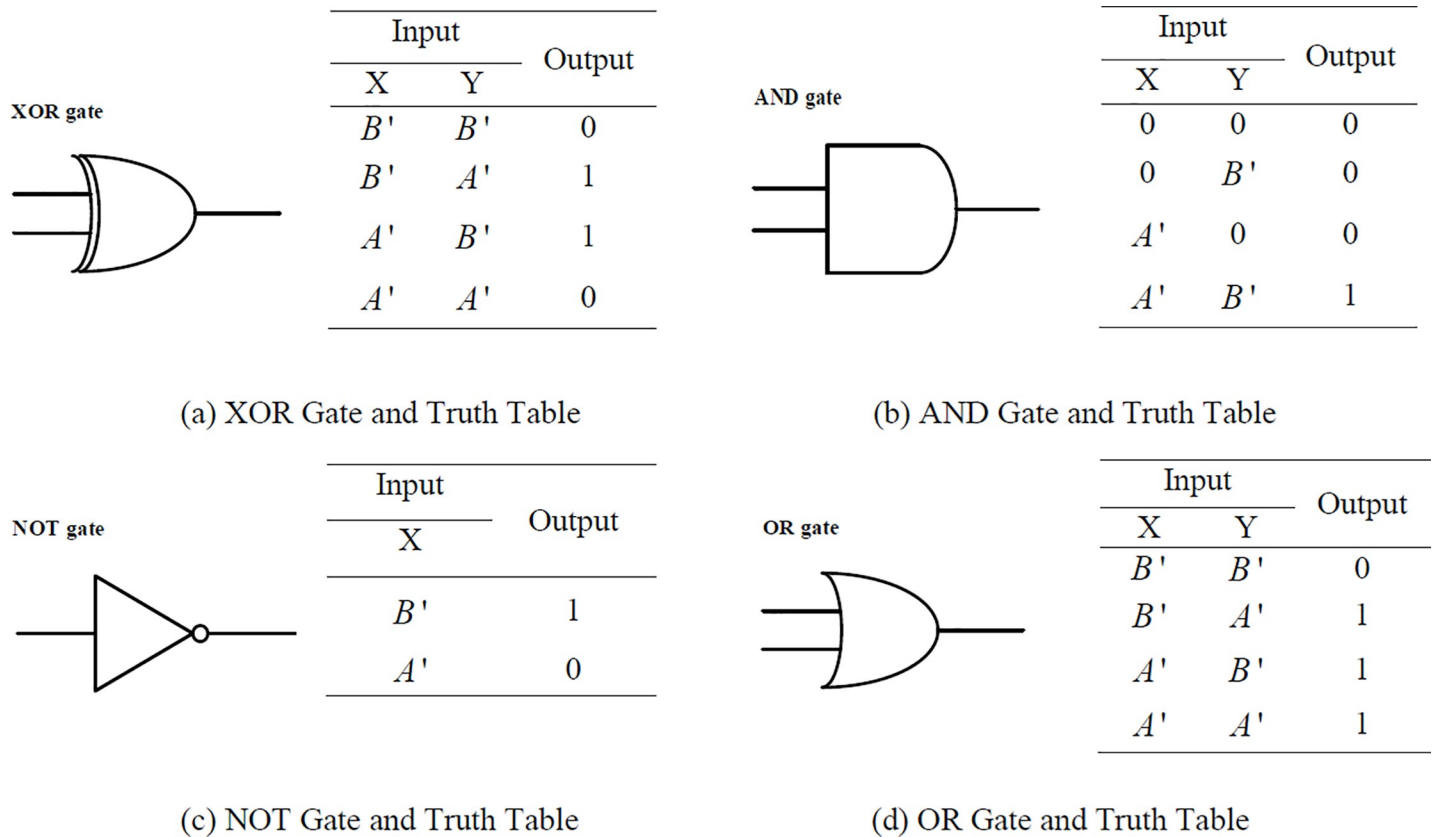 XOR gate
Input Output
X Y
B' B' 0
B' A' 1
A' B' 1
A' A' 0
(a) XOR Gate and Truth Table
AND gate
Input Output
X Y
0 0 0
0 B' 0
A' 0 0
A' B' 1
(b) AND Gate and Truth Table
NOT gate
Input Output
X
B' 1
A' 0
(c) NOT Gate and Truth Table
OR gate
Input Output
X Y
B' B' 0
B' A' 1
A' B' 1
A' A' 1
(d) OR Gate and Truth Table